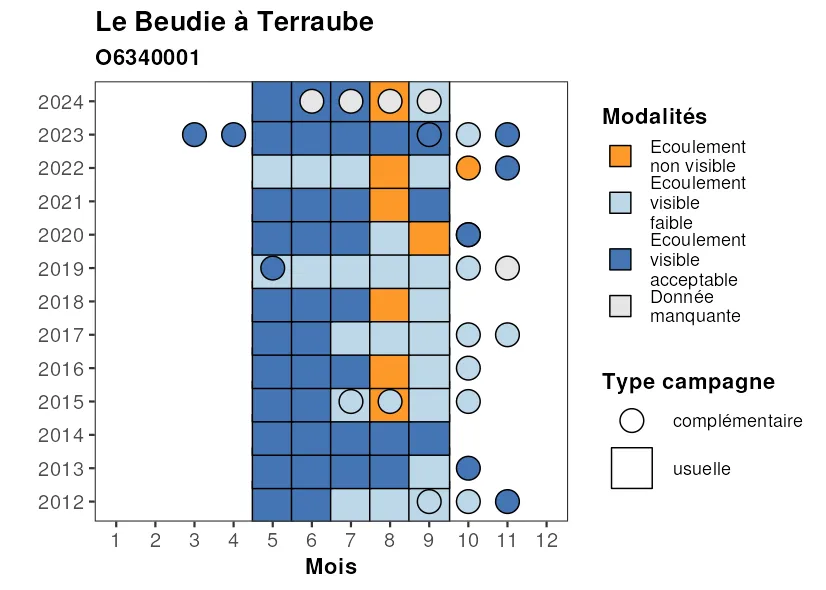 Le Beudie à Terraube
O6340001
2024
2023
2022
2021
2020
2019
2018
2017
2016
2015
2014
2013
2012
1 2 3 4 5 6 7 8 9 10 11 12
Mois
Modalités
Ecoulement
non visible
Ecoulement
visible
faible
Ecoulement
visible
acceptable
Donnée
manquante
Type campagne
complémentaire
usuelle